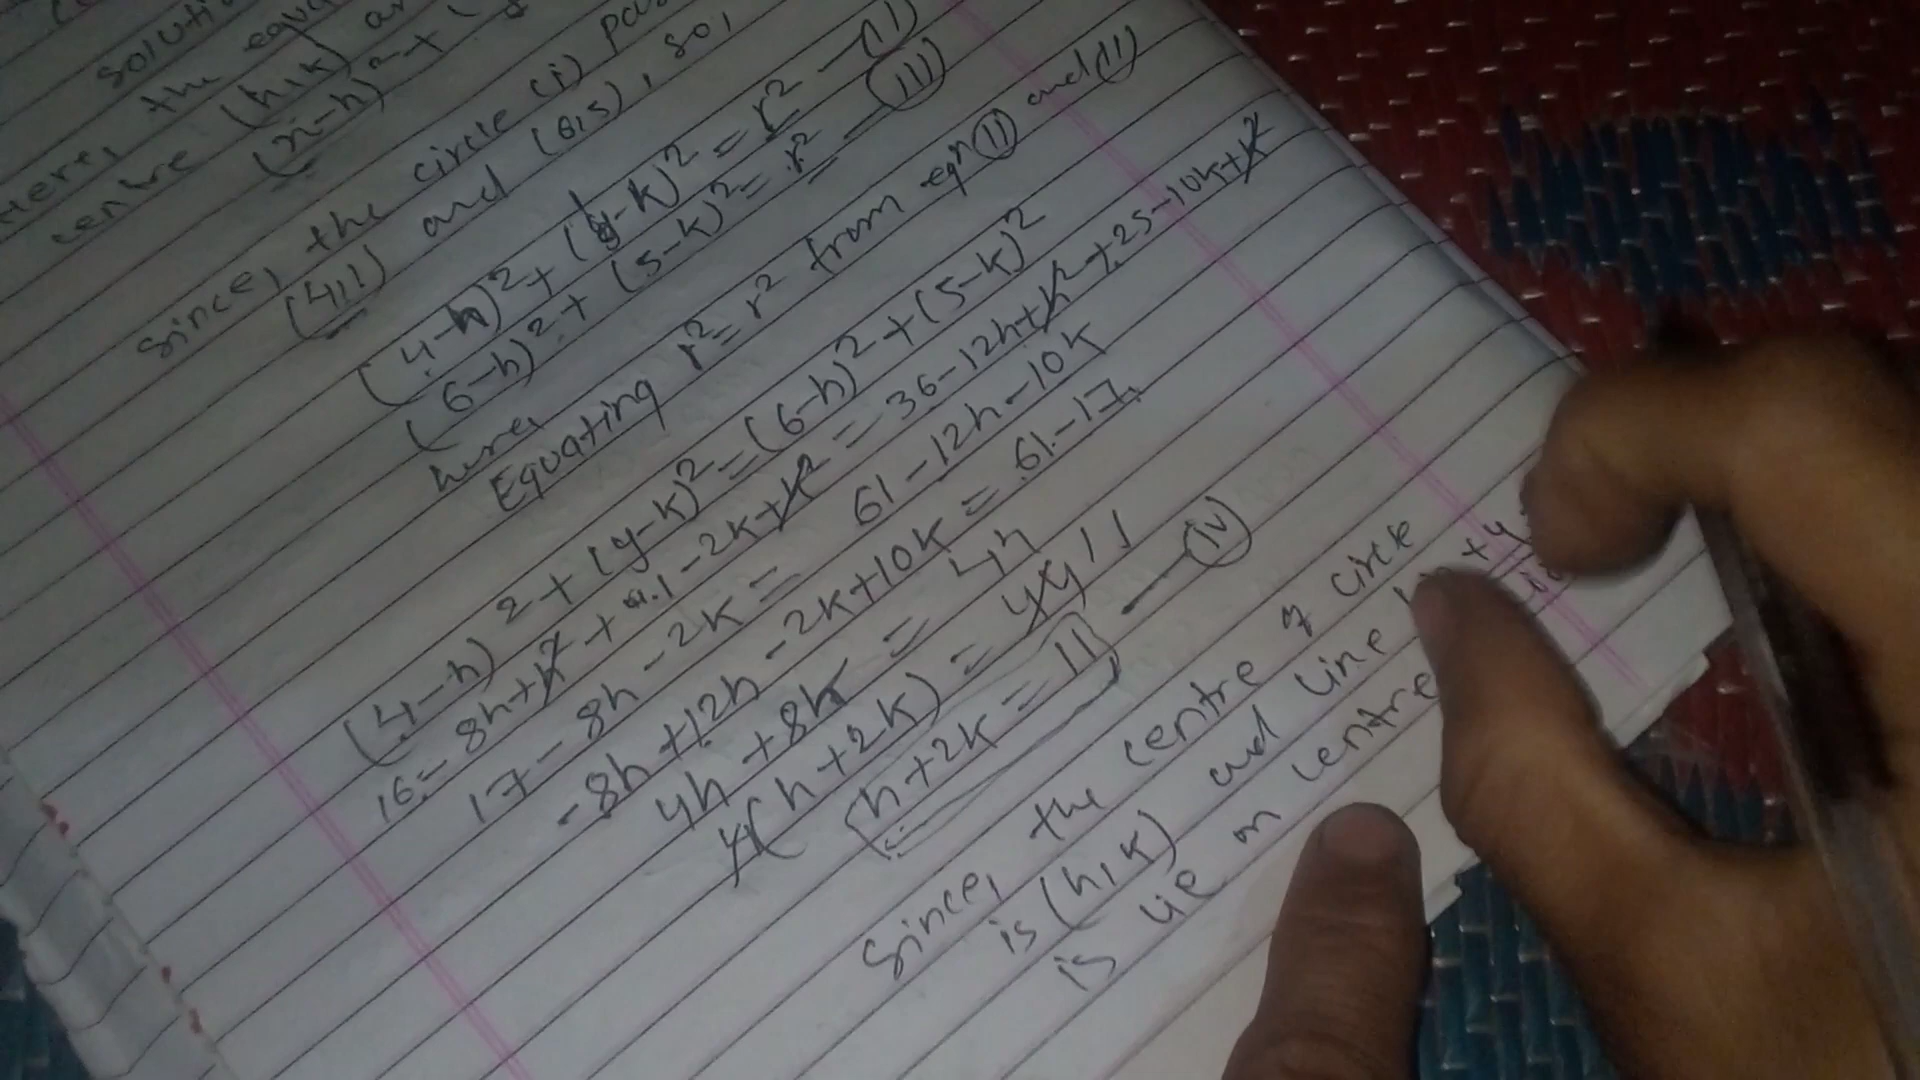 Here, the equa
centre (h,k) an
(x-h)²+
Since, the circle (i) pas
(4,1) and (6,5), so,
(4-h)²+(y-k)²=r² —(II)
(6-h)²+(5-k)²=r² —(III)
here,
Equating r²=r² from eqⁿ (II) and (III)
(4-h)²+(y-k)²=(6-h)²+(5-k)²
16-8h+h²+1-2k+k²=36-12h+h²+25-10k+k²
17-8h-2k=61-12h-10k
-8h+12h-2k+10k=61-17
4h+8k=44
4(h+2k)=44 11
h+2k=11 —(IV)
Since, the centre of circle
is (h,k) and line
is lie on centre